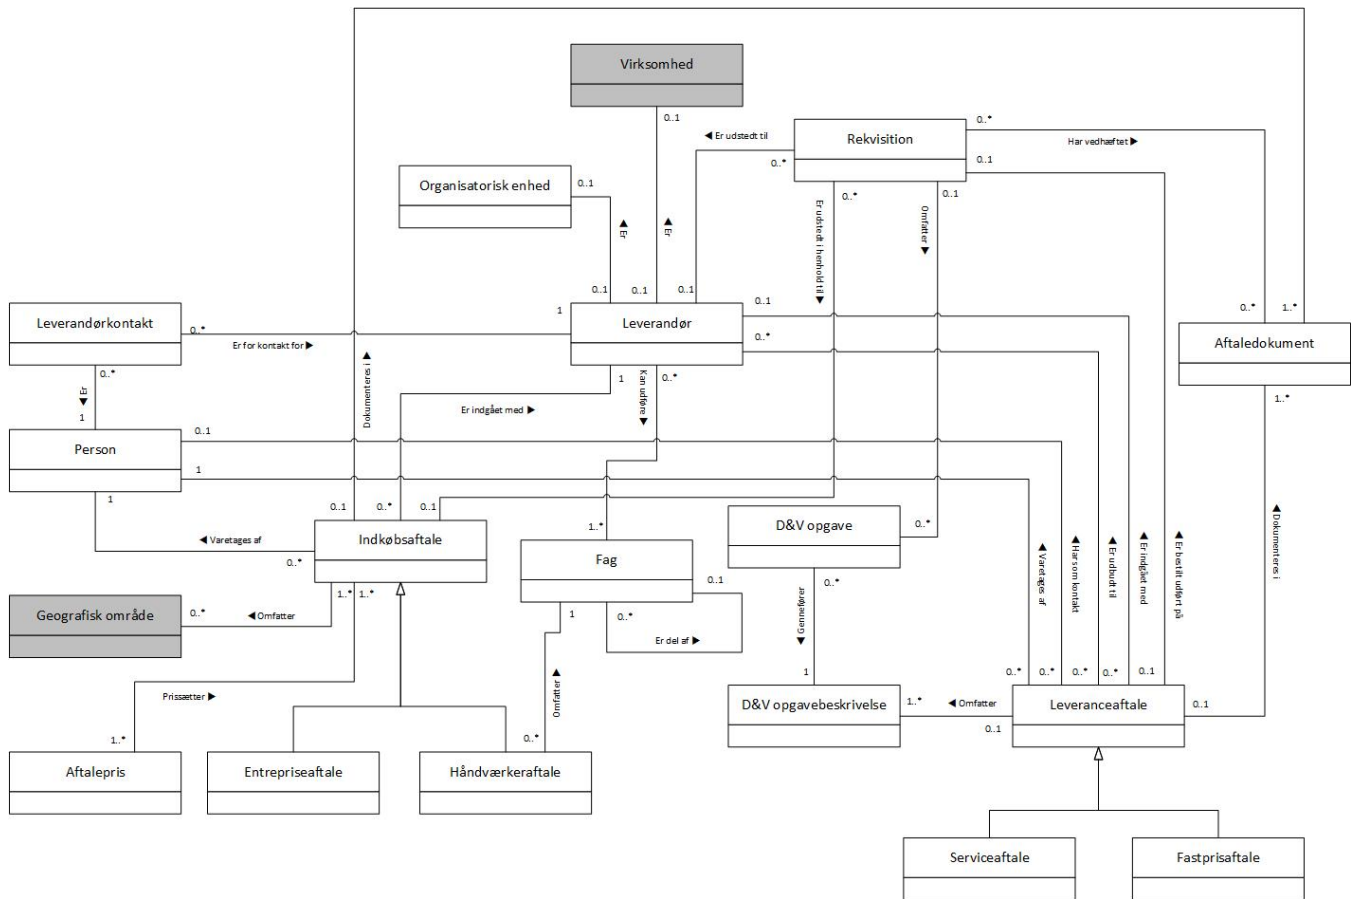 Virksomhed
0..1
◄ Er udstedt til
0..*
Rekvisition
0..*
Har vedhæftet ►
0..1
Organisatorisk enhed
0..1
0..*
0..1
Er udstedt i henhold til ►
Omfatter ►
◄ Er
◄ Er
0..1
0..1
0..1
Leverandørkontakt
0..*
Er for kontakt for ►
1
Leverandør
0..1
0..*
0..*
1..*
Aftaledokument
1..*
0..*
◄ Er
1
Dokumenteres i ►
1
Kan udføre ►
0..*
Er indgået med ►
Person
0..1
1
1
0..1
0..*
0..1
◄ Varetages af
0..*
Indkøbsaftale
1..*
Fag
0..1
D&V opgave
0..*
0..*
◄ Varetages af
Har som kontakt
◄ Er udbudt til
◄ Er indgået med
◄ Er bestilt udført på
◄ Dokumenteres i
Geografisk område
0..*
◄ Omfatter
1..*
1..*
1
0..*
Er del af ►
◄ Gennefører
1
Prissætter ►
1..*
Omfatter ►
0..*
D&V opgavebeskrivelse
1..*
◄ Omfatter
0..1
0..*
0..*
0..*
0..*
0..1
Leveranceaftale
0..1
Aftalepris
Entrepriseaftale
Håndværkeraftale
Serviceaftale
Fastprisaftale